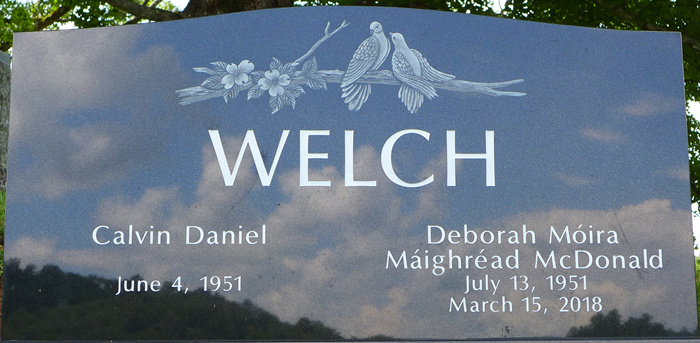 WELCH
Calvin Daniel
June 4, 1951
Deborah Móira
Máighréad McDonald
July 13, 1951
March 15, 2018